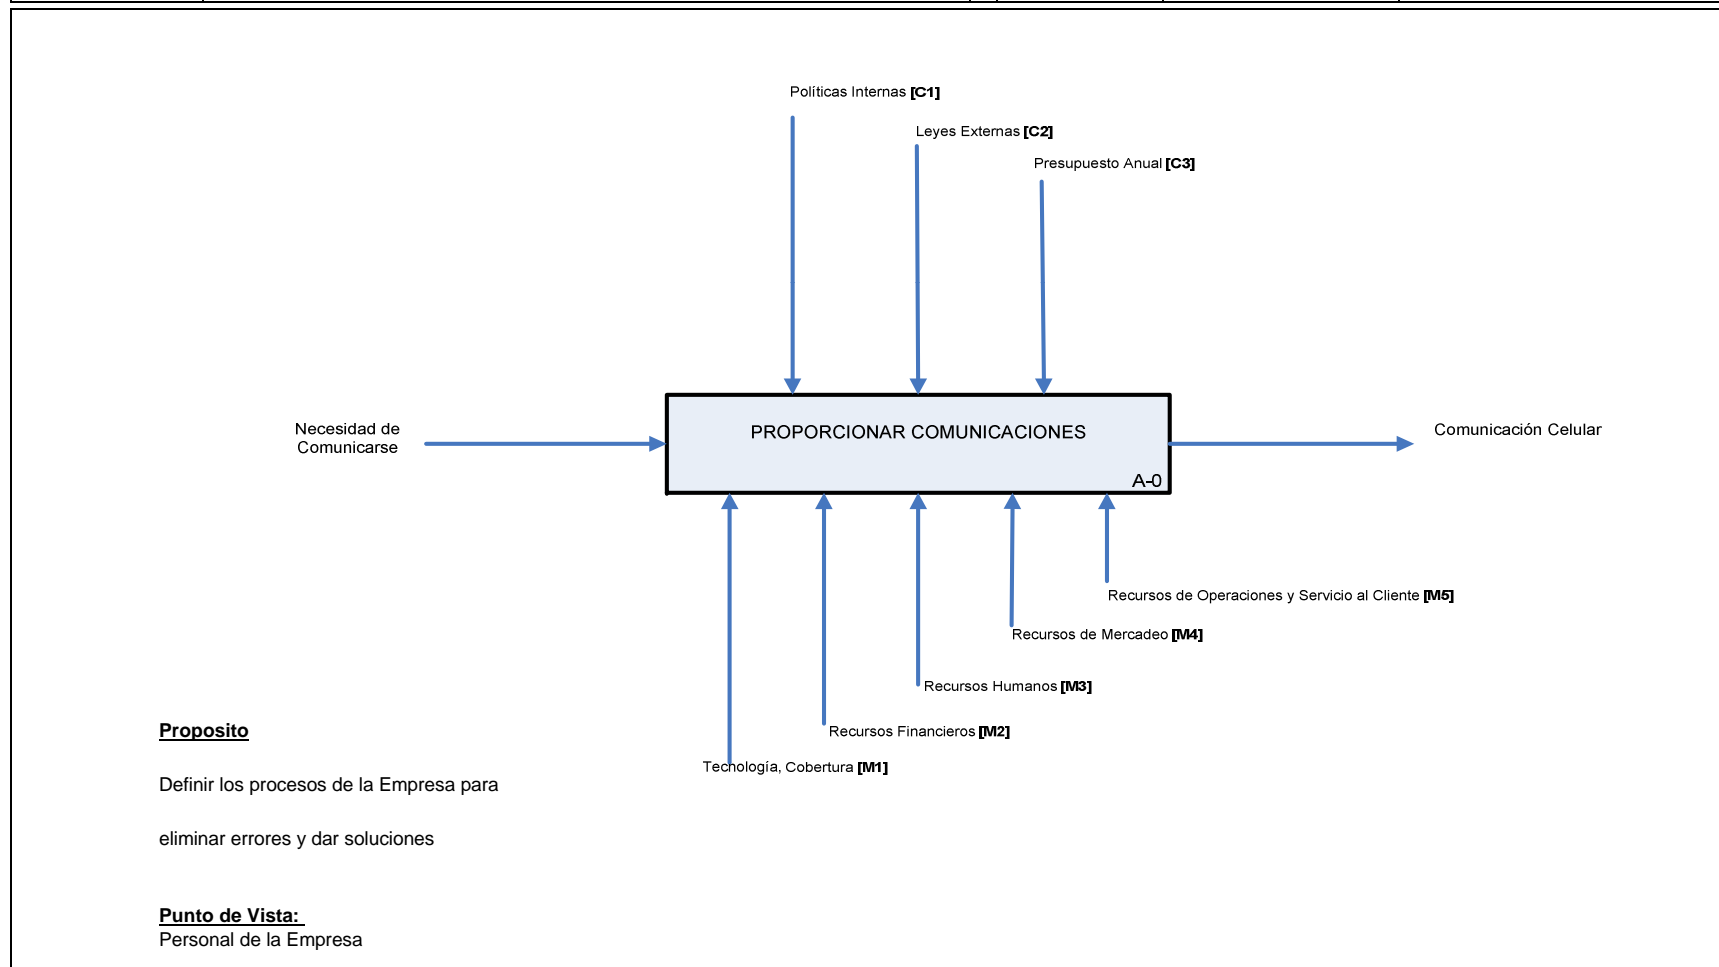 Políticas Internas [C1]
Leyes Externas [C2]
Presupuesto Anual [C3]
Necesidad de
Comunicarse
PROPORCIONAR COMUNICACIONES
A-0
Comunicación Celular
Recursos de Operaciones y Servicio al Cliente [M5]
Recursos de Mercadeo [M4]
Recursos Humanos [M3]
Recursos Financieros [M2]
Tecnología, Cobertura [M1]
Proposito
Definir los procesos de la Empresa para
eliminar errores y dar soluciones
Punto de Vista:
Personal de la Empresa